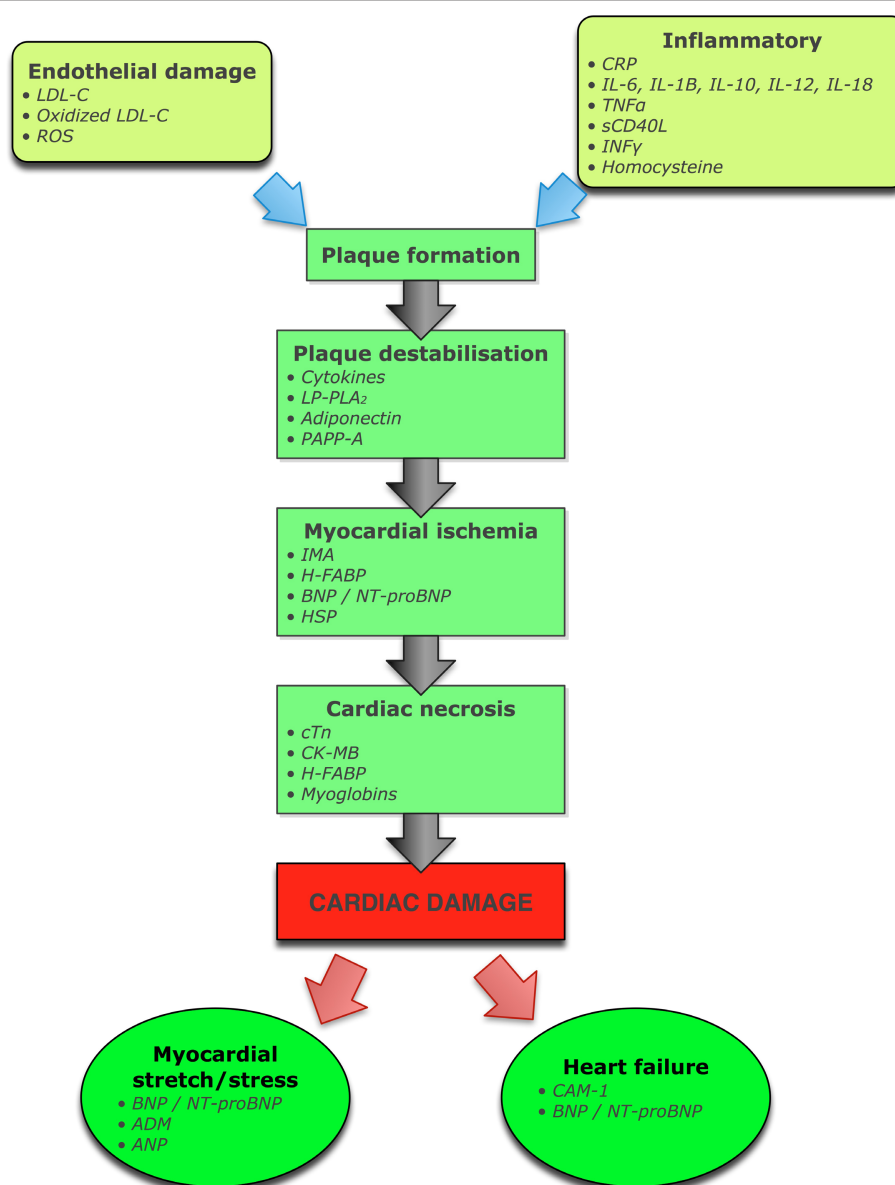 Endothelial damage
• LDL-C
• Oxidized LDL-C
• ROS
Inflammatory
• CRP
• IL-6, IL-1B, IL-10, IL-12, IL-18
• TNFα
• sCD40L
• INFγ
• Homocysteine
Plaque formation
Plaque destabilisation
• Cytokines
• LP-PLA₂
• Adiponectin
• PAPP-A
Myocardial ischemia
• IMA
• H-FABP
• BNP / NT-proBNP
• HSP
Cardiac necrosis
• cTn
• CK-MB
• H-FABP
• Myoglobins
CARDIAC DAMAGE
Myocardial
stretch/stress
• BNP / NT-proBNP
• ADM
• ANP
Heart failure
• CAM-1
• BNP / NT-proBNP